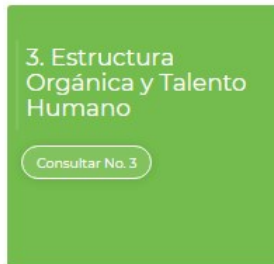 3. Estructura
Orgánica y Talento
Humano
Consultar No. 3